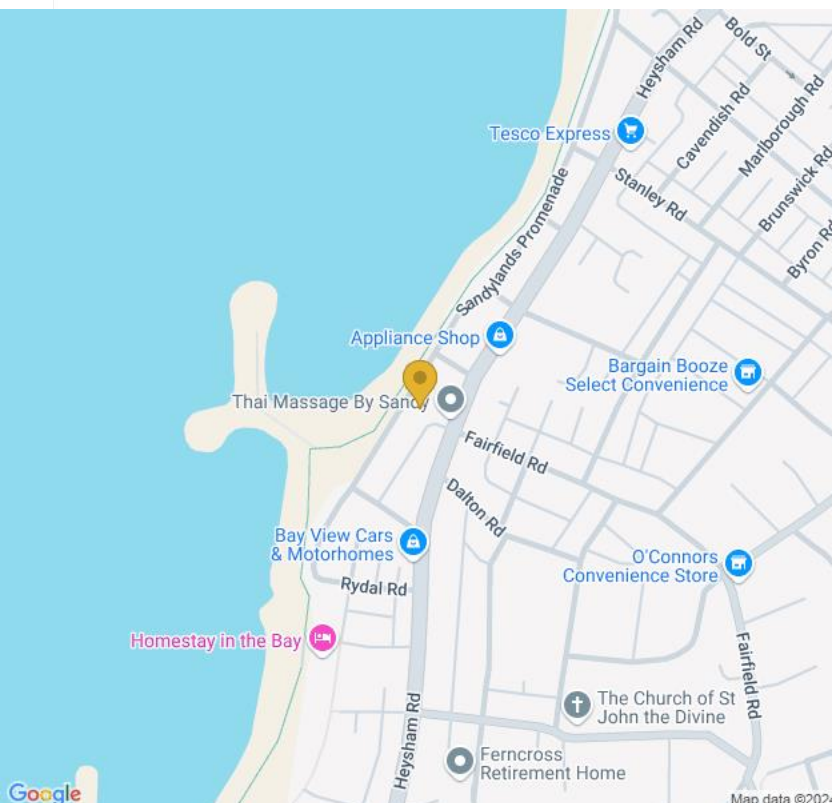 Heysham Rd
Bold St
Tesco Express
Cavendish Rd
Marlborough Rd
Stanley Rd
Brunswick Rd
Byron Rd
Sandylands Promenade
Appliance Shop
Bargain Booze
Select Convenience
Thai Massage By Sandy
Fairfield Rd
Dalton Rd
Bay View Cars
& Motorhomes
O'Connors
Convenience Store
Rydal Rd
Homestay in the Bay
Fairfield Rd
The Church of St
John the Divine
Heysham Rd
Ferncross
Retirement Home
Google
Map data ©2024